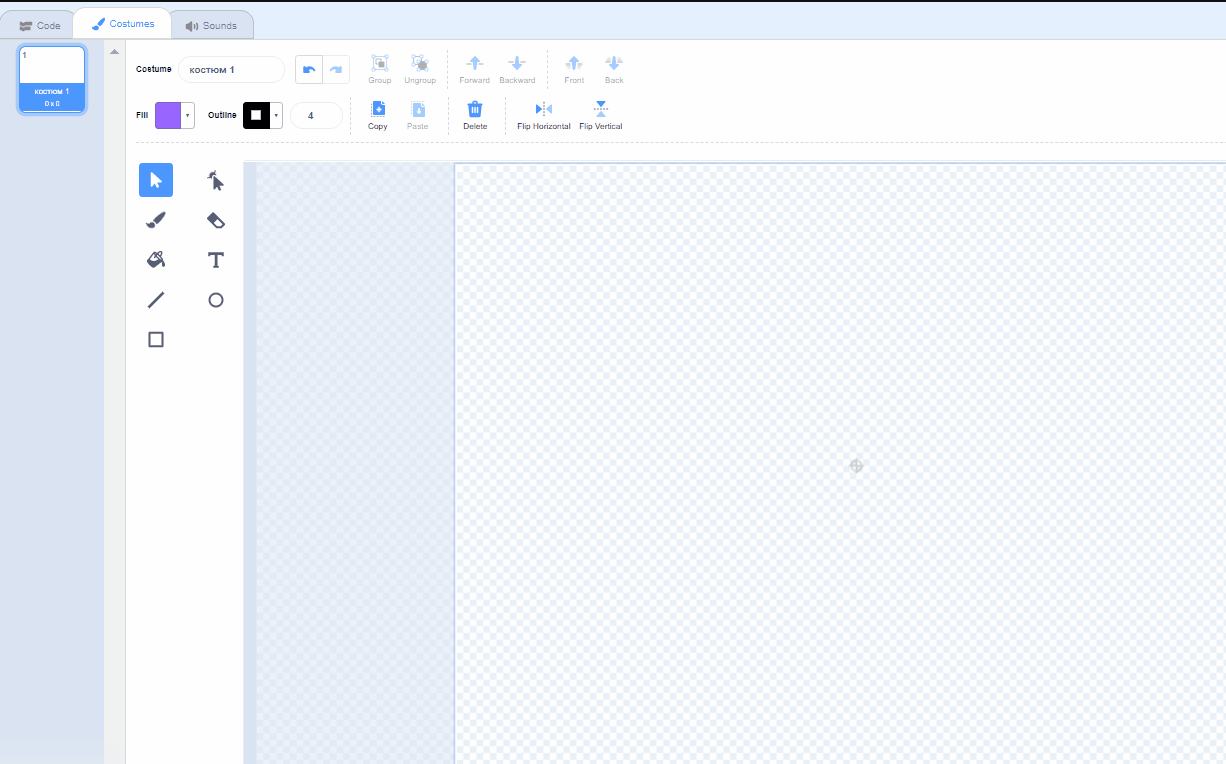 Code Costumes Sounds
1
костюм 1
0 x 0
Costume костюм 1 Group Ungroup Forward Backward Front Back
Fill Outline 4 Copy Paste Delete Flip Horizontal Flip Vertical
T